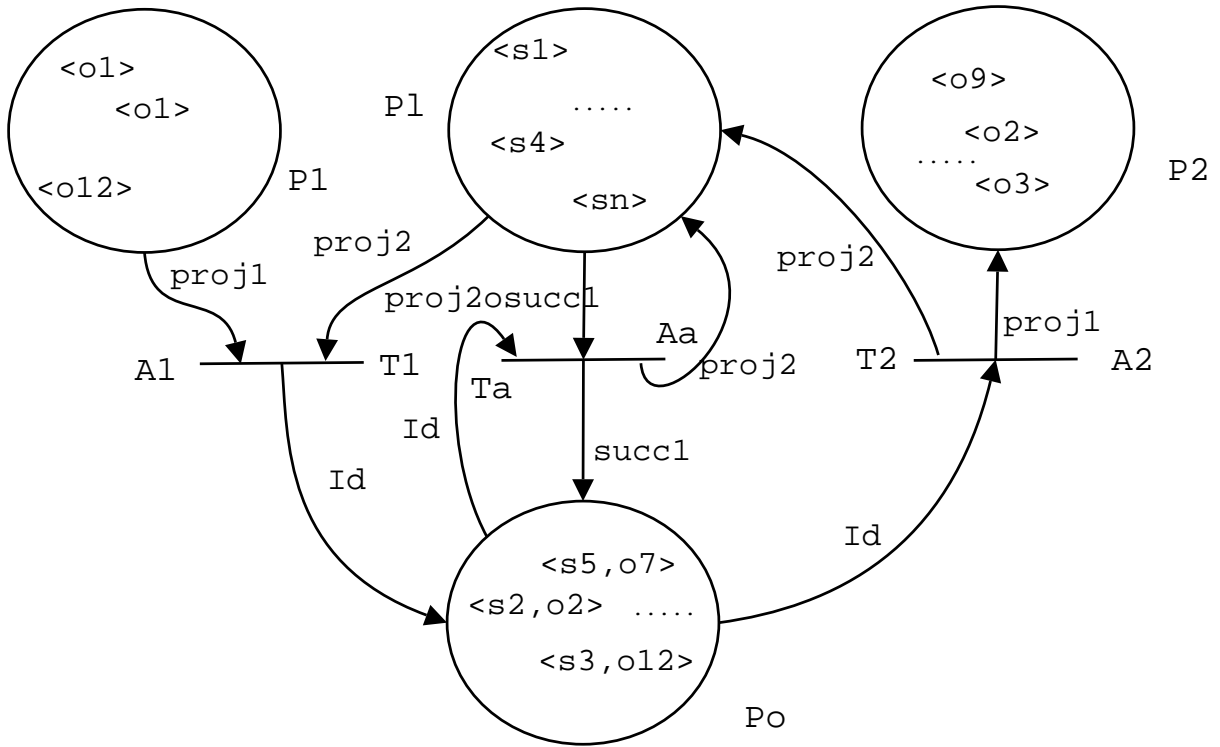 <s1>
<o1>
<o9>
<o1>
Pl
.....
<o2>
<s4>
.....
<o12>
P1
<o3>
P2
<sn>
proj1
proj2
proj2
proj2osucc1
proj1
A1
T1
Aa
proj2
T2
A2
Ta
Id
succ1
Id
Id
<s5,o7>
<s2,o2> .....
<s3,o12>
Po